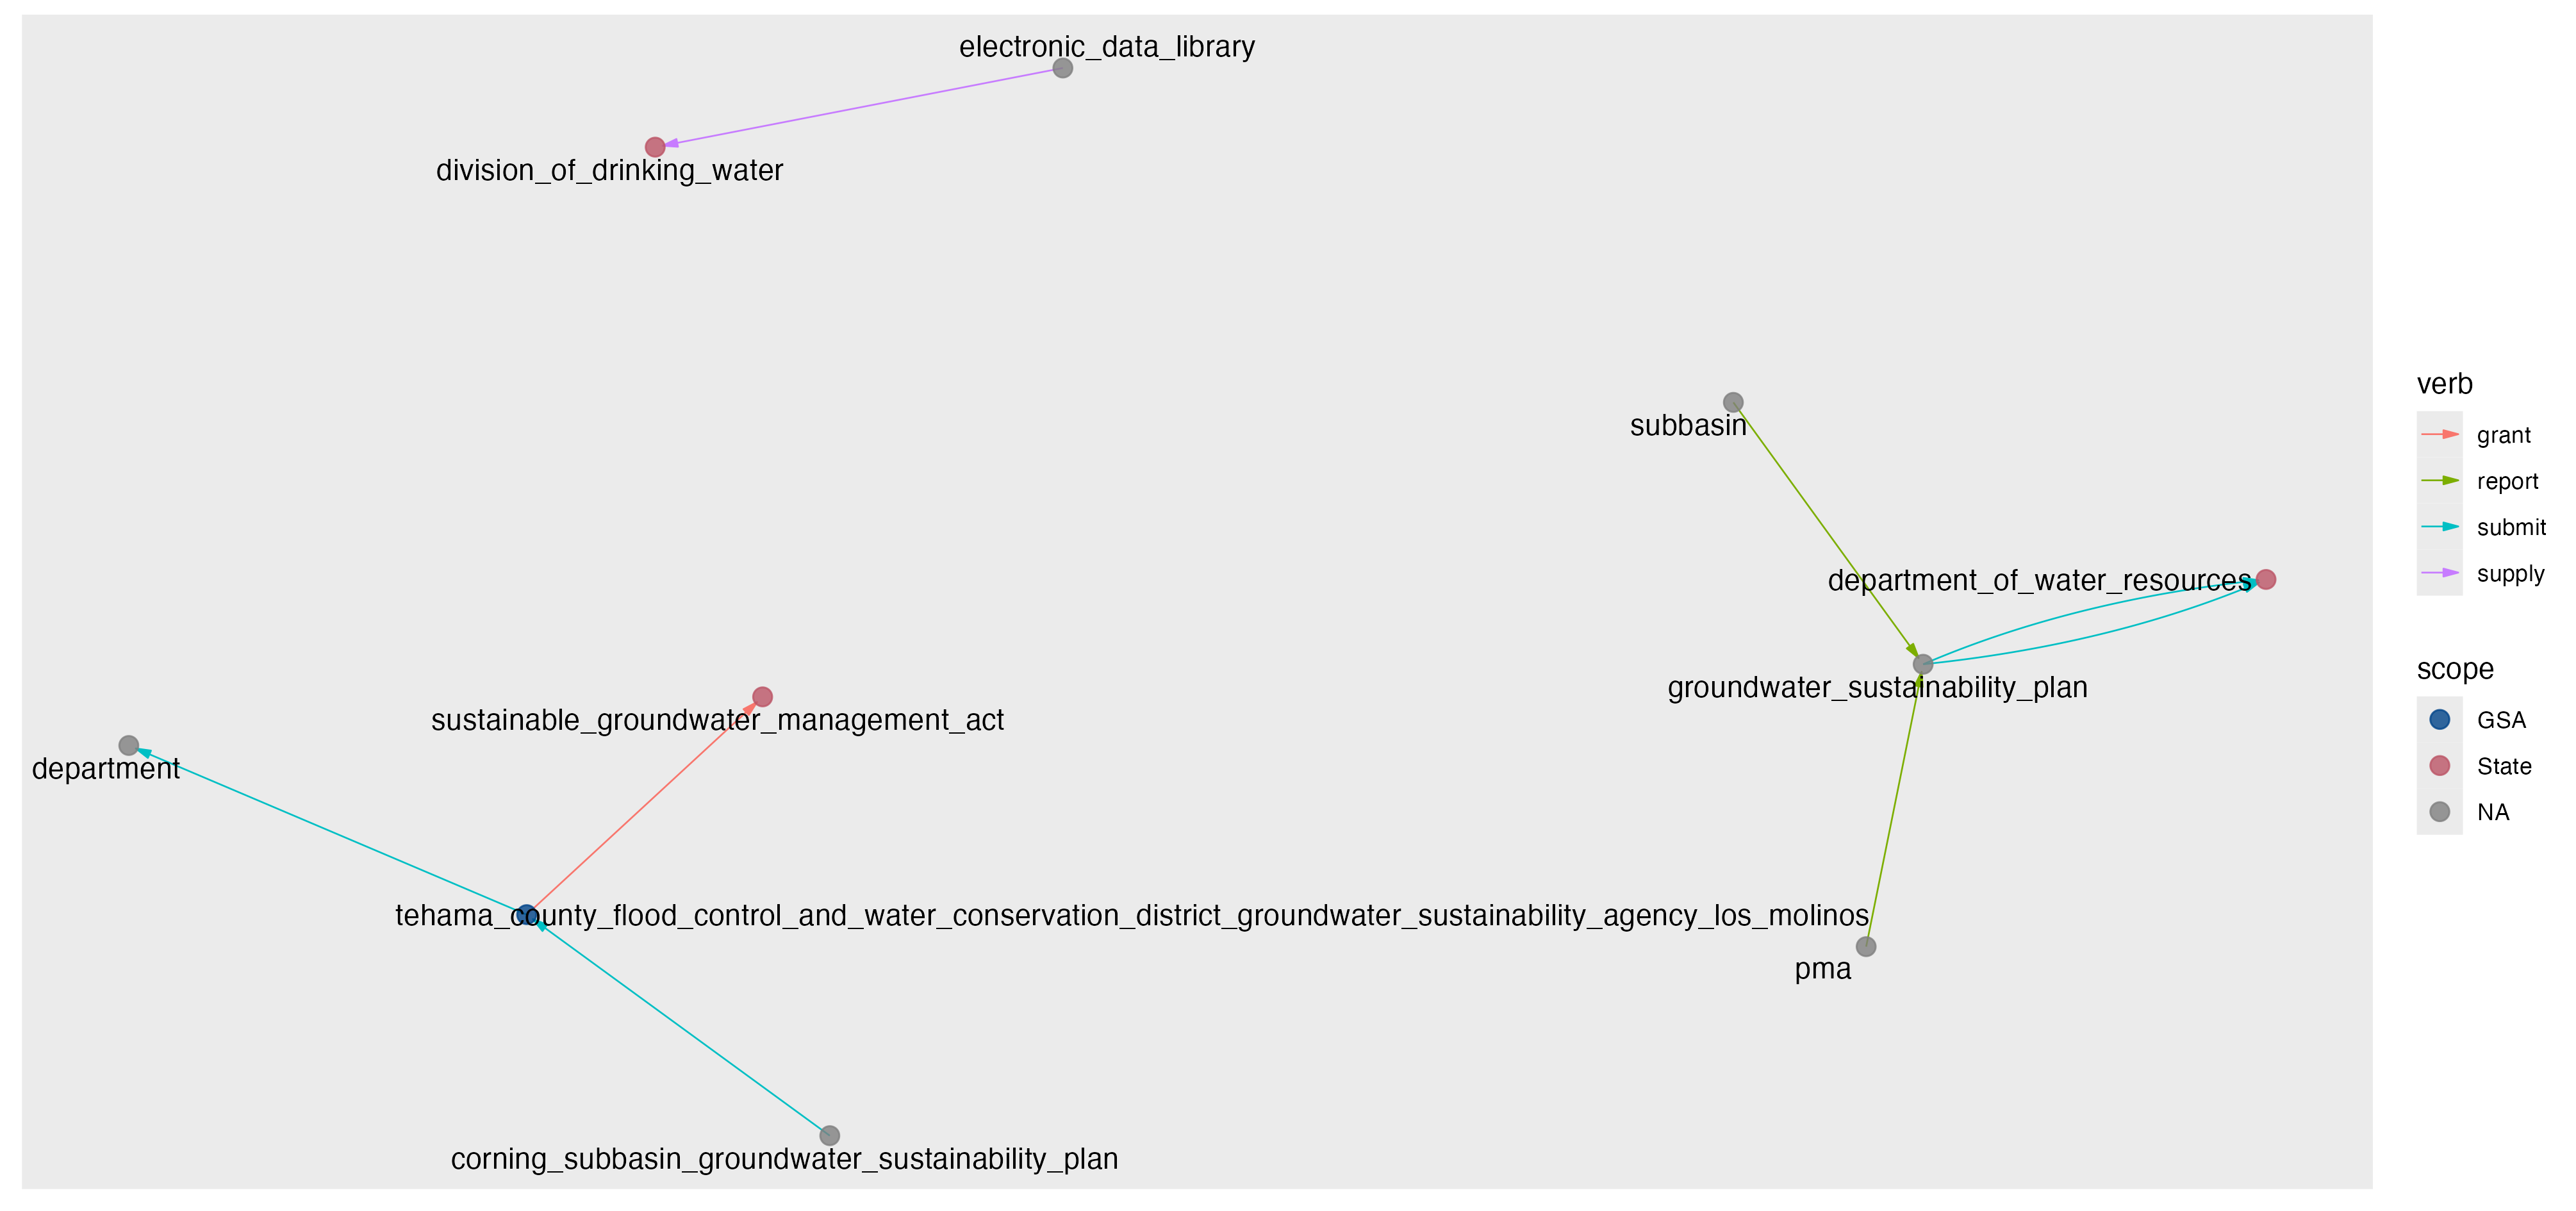 electronic_data_library
division_of_drinking_water
subbasin
department_of_water_resources
groundwater_sustainability_plan
sustainable_groundwater_management_act
department
tehama_county_flood_control_and_water_conservation_district_groundwater_sustainability_agency_los_molinos
pma
corning_subbasin_groundwater_sustainability_plan
verb
grant
report
submit
supply
scope
GSA
State
NA